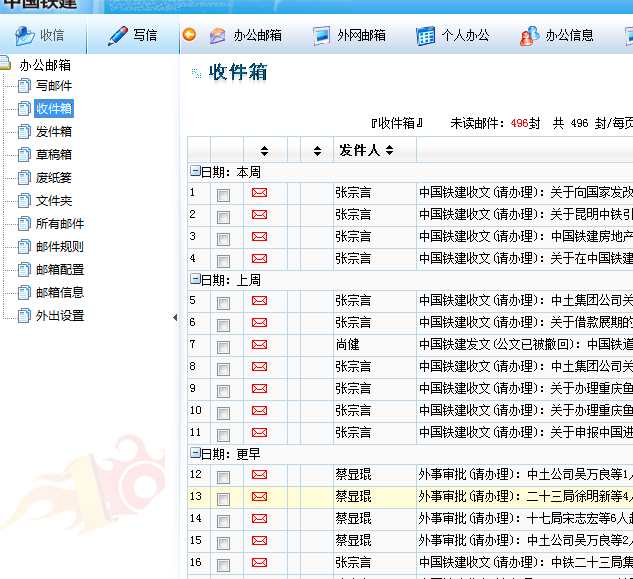 中国铁建
收信 写信 办公邮箱 外网邮箱 个人办公 办公信息
办公邮箱
写邮件
收件箱
发件箱
草稿箱
废纸篓
文件夹
所有邮件
邮件规则
邮箱配置
邮箱信息
外出设置
收件箱
『收件箱』 未读邮件：496封 共 496 封/每页
发件人
日期：本周
1 张宗言 中国铁建收文(请办理)：关于向国家发改
2 张宗言 中国铁建收文(请办理)：关于昆明中铁引
3 张宗言 中国铁建收文(请办理)：中国铁建房地产
4 张宗言 中国铁建收文(请办理)：关于在中国铁建
日期：上周
5 张宗言 中国铁建收文(请办理)：中土集团公司关
6 张宗言 中国铁建收文(请办理)：关于借款展期的
7 尚健 中国铁建发文(公文已被撤回)：中国铁道
8 张宗言 中国铁建收文(请办理)：中土集团公司关
9 张宗言 中国铁建收文(请办理)：关于办理重庆鱼
10 张宗言 中国铁建收文(请办理)：关于办理重庆鱼
11 张宗言 中国铁建收文(请办理)：关于申报中国进
日期：更早
12 蔡显琨 外事审批(请办理)：中土公司吴万良等1人
13 蔡显琨 外事审批(请办理)：二十三局徐明新等4人
14 蔡显琨 外事审批(请办理)：十七局宋志宏等6人赴
15 蔡显琨 外事审批(请办理)：中土公司吴万良等2人
16 张宗言 中国铁建收文(请办理)：中铁二十三局集